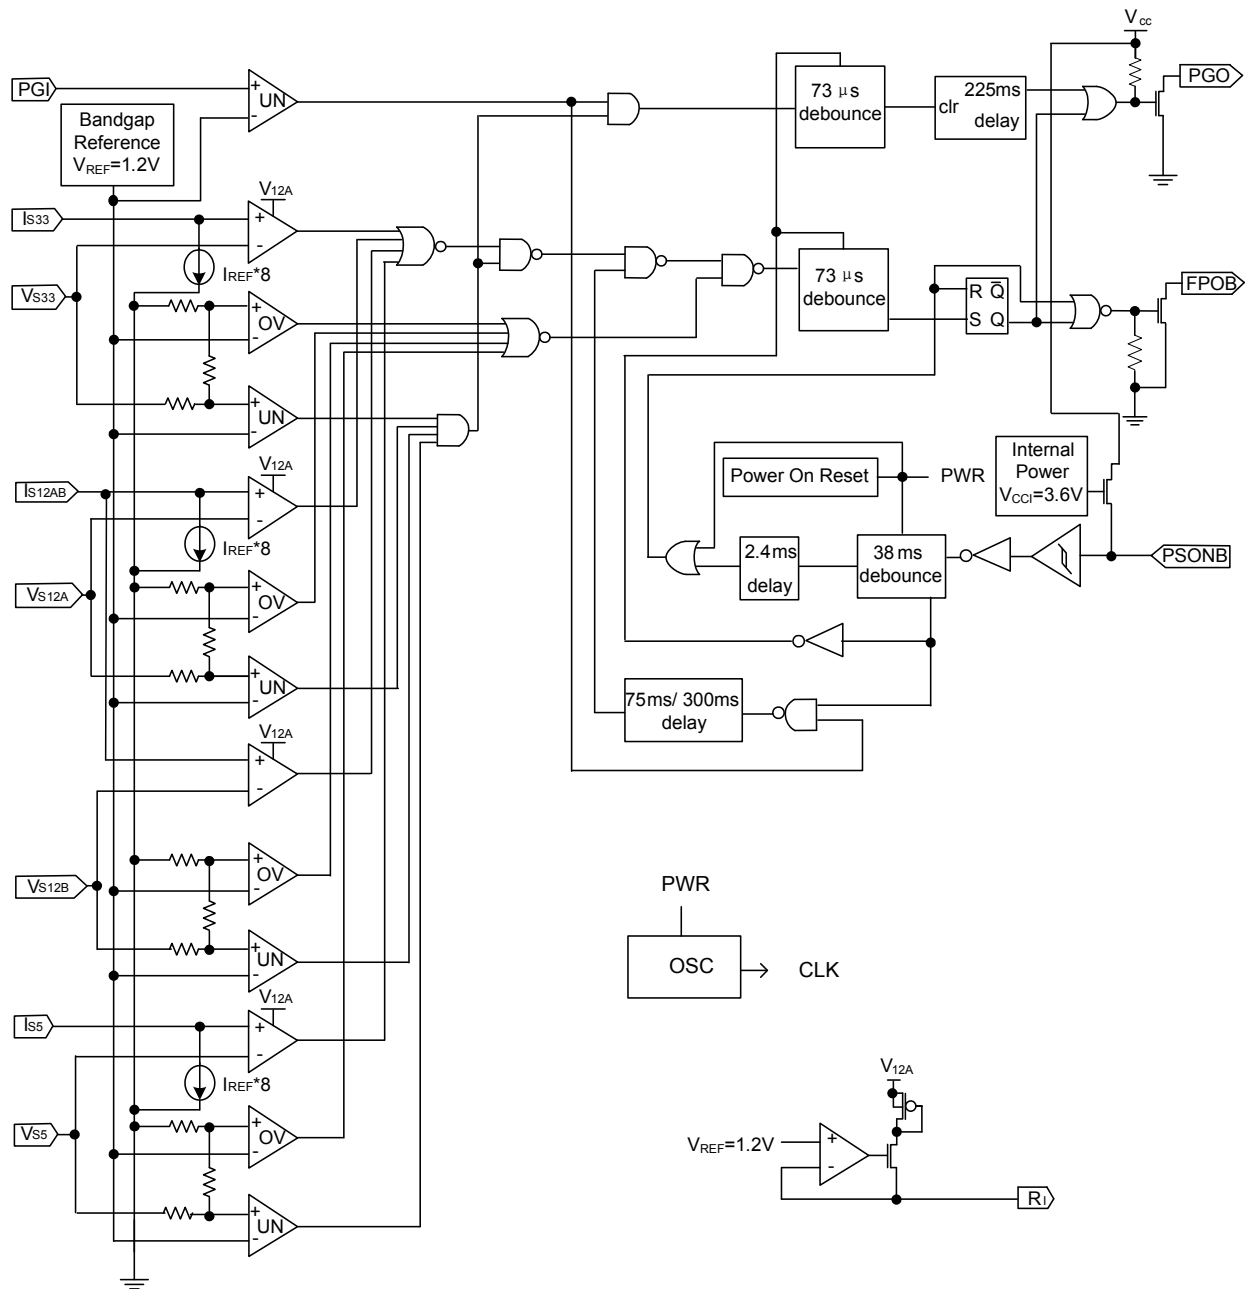 Vcc
PGI
+
UN
-
Bandgap
Reference
VREF=1.2V
73 μs
debounce
225ms
clr
delay
PGO
IS33
V12A
+
-
IREF*8
VS33
+
OV
-
+
UN
-
73 μs
debounce
R Q̅
S Q
FPOB
IS12AB
V12A
+
-
IREF*8
VS12A
+
OV
-
+
UN
-
Power On Reset
PWR
Internal
Power
VCCI=3.6V
2.4ms
delay
38ms
debounce
PSONB
75ms/ 300ms
delay
V12A
+
-
VS12B
+
OV
-
+
UN
-
PWR
OSC
CLK
IS5
V12A
+
-
IREF*8
VS5
+
OV
-
+
UN
-
V12A
VREF=1.2V
+
-
RI